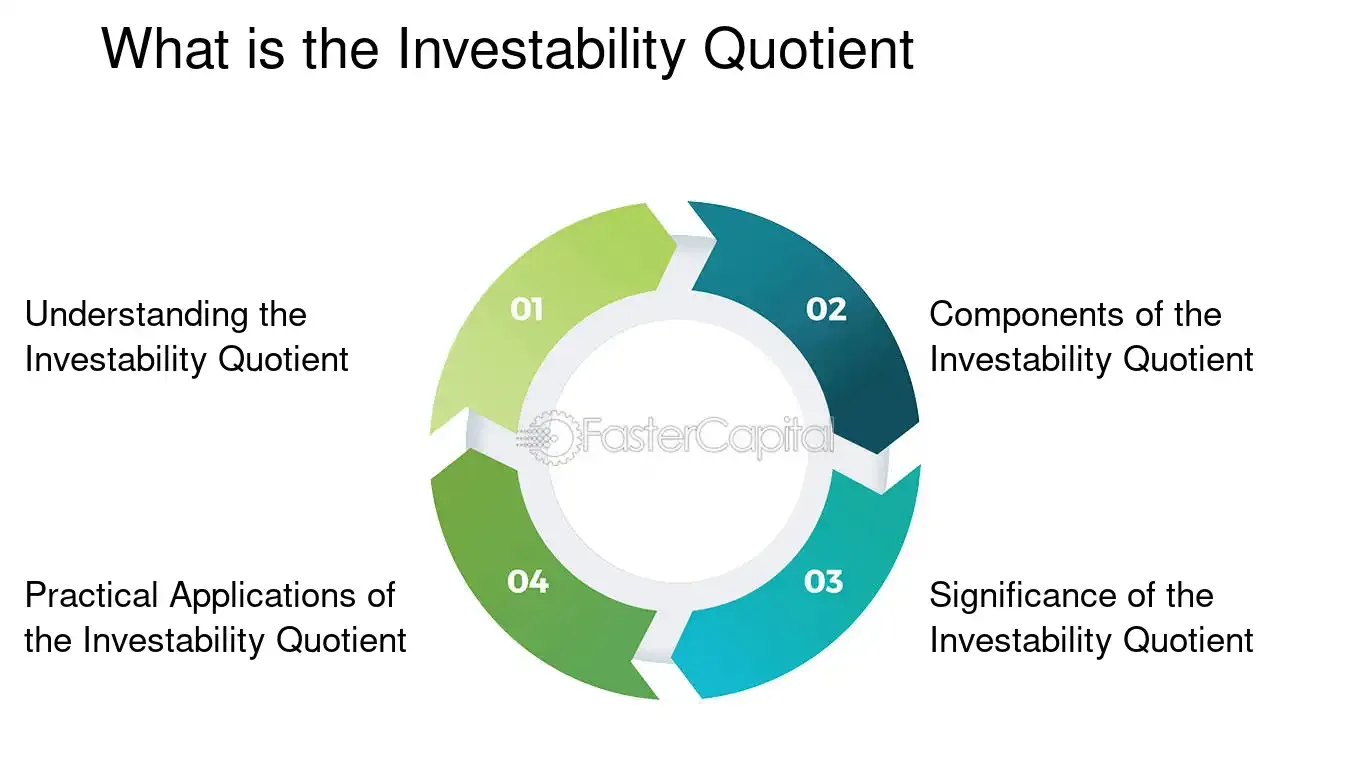 What is the Investability Quotient
01
Understanding the
Investability Quotient
02
Components of the
Investability Quotient
FasterCapital
03
Significance of the
Investability Quotient
04
Practical Applications of
the Investability Quotient